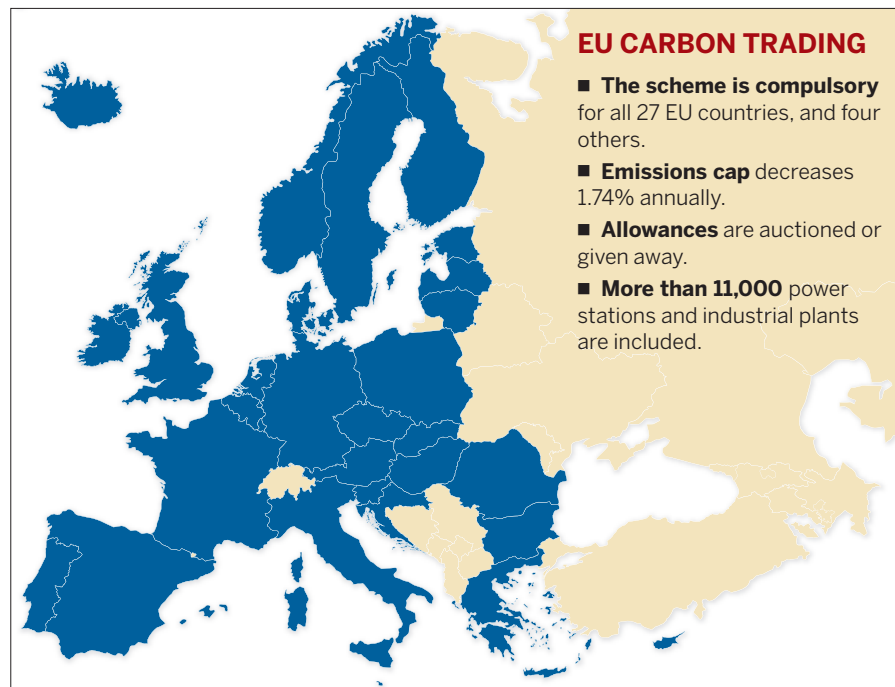 EU CARBON TRADING
■ The scheme is compulsory
for all 27 EU countries, and four
others.
■ Emissions cap decreases
1.74% annually.
■ Allowances are auctioned or
given away.
■ More than 11,000 power
stations and industrial plants
are included.